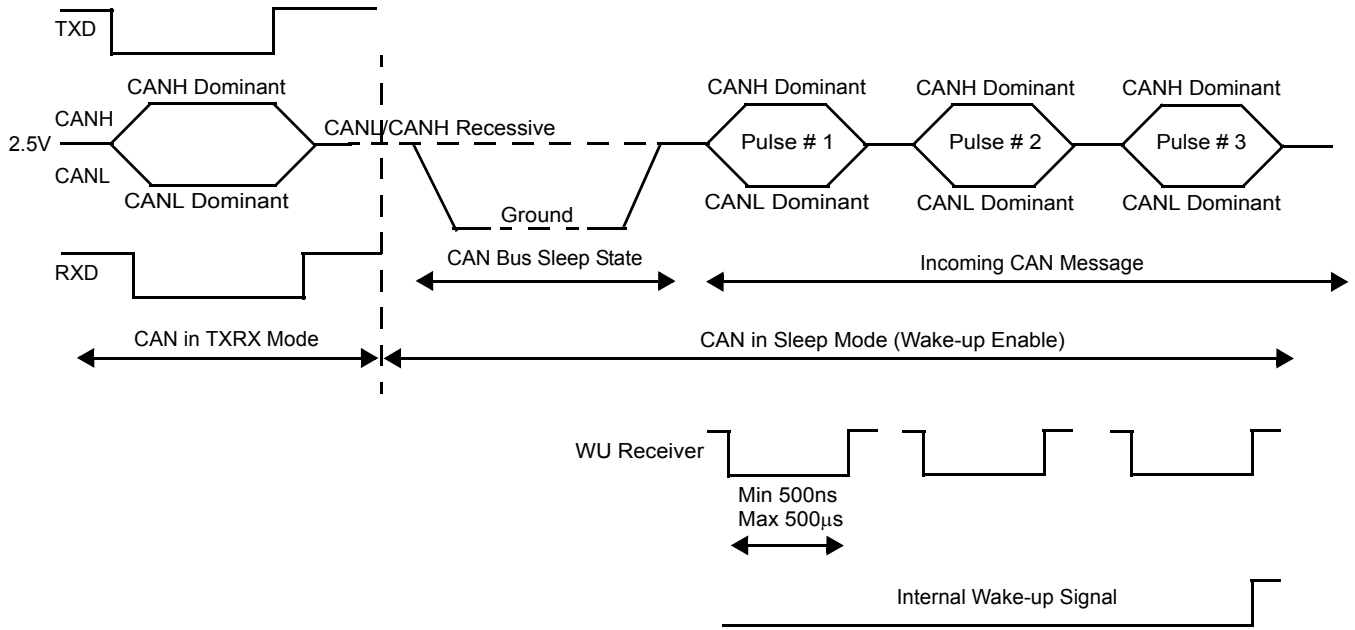 TXD
CANH Dominant
CANH Dominant
CANH Dominant
CANH Dominant
CANH
CANL/CANH Recessive
2.5V
Pulse # 1
Pulse # 2
Pulse # 3
CANL
CANL Dominant
Ground
CANL Dominant
CANL Dominant
CANL Dominant
RXD
CAN Bus Sleep State
Incoming CAN Message
CAN in TXRX Mode
CAN in Sleep Mode (Wake-up Enable)
WU Receiver
Min 500ns
Max 500μs
Internal Wake-up Signal